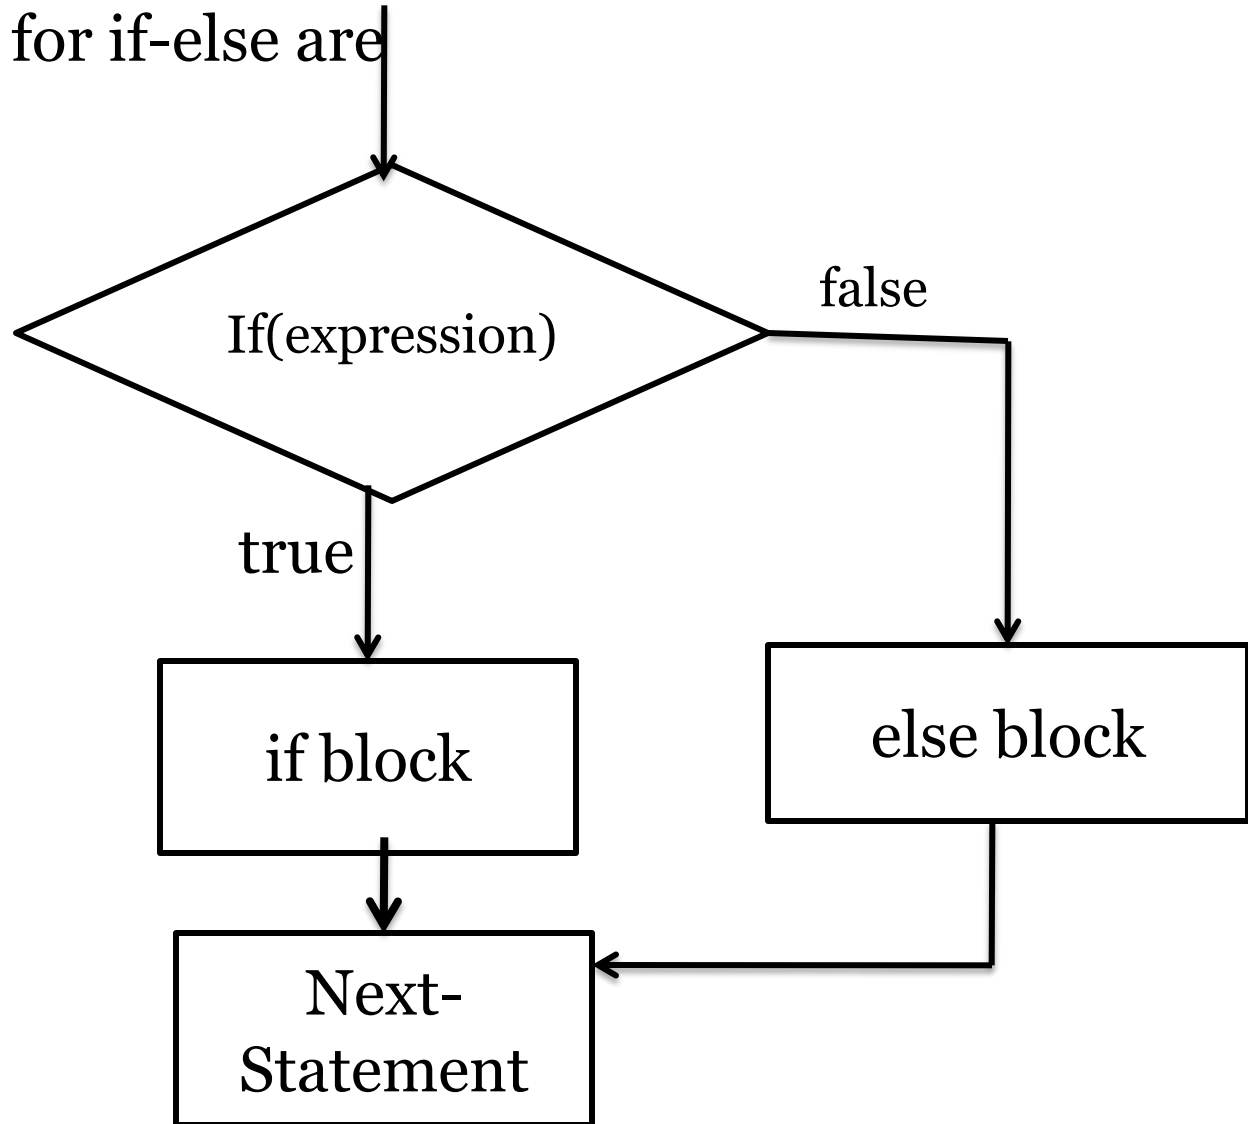 for if-else are
false
If(expression)
true
if block
else block
Next-
Statement